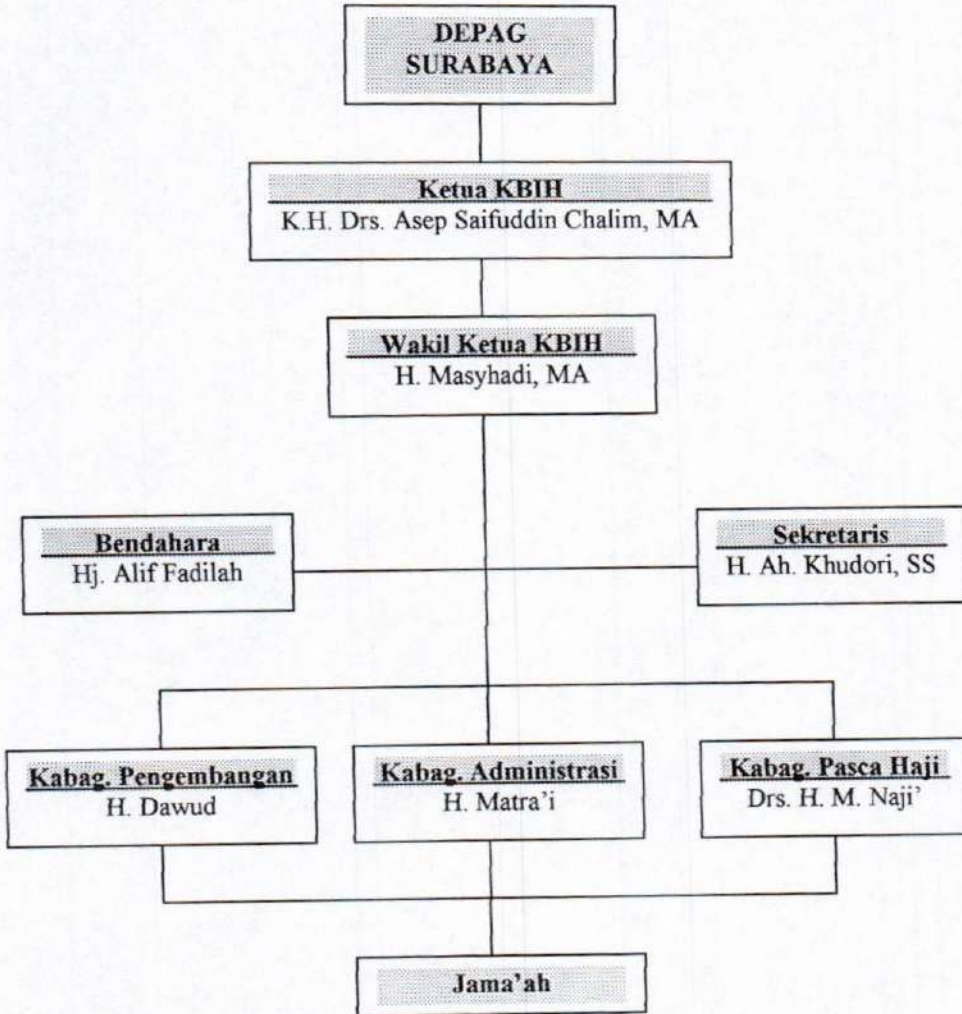 DEPAG
SURABAYA
Ketua KBIH
K.H. Drs. Asep Saifuddin Chalim, MA
Wakil Ketua KBIH
H. Masyhadi, MA
Bendahara
Hj. Alif Fadilah
Sekretaris
H. Ah. Khudori, SS
Kabag. Pengembangan
H. Dawud
Kabag. Administrasi
H. Matra'i
Kabag. Pasca Haji
Drs. H. M. Naji'
Jama'ah